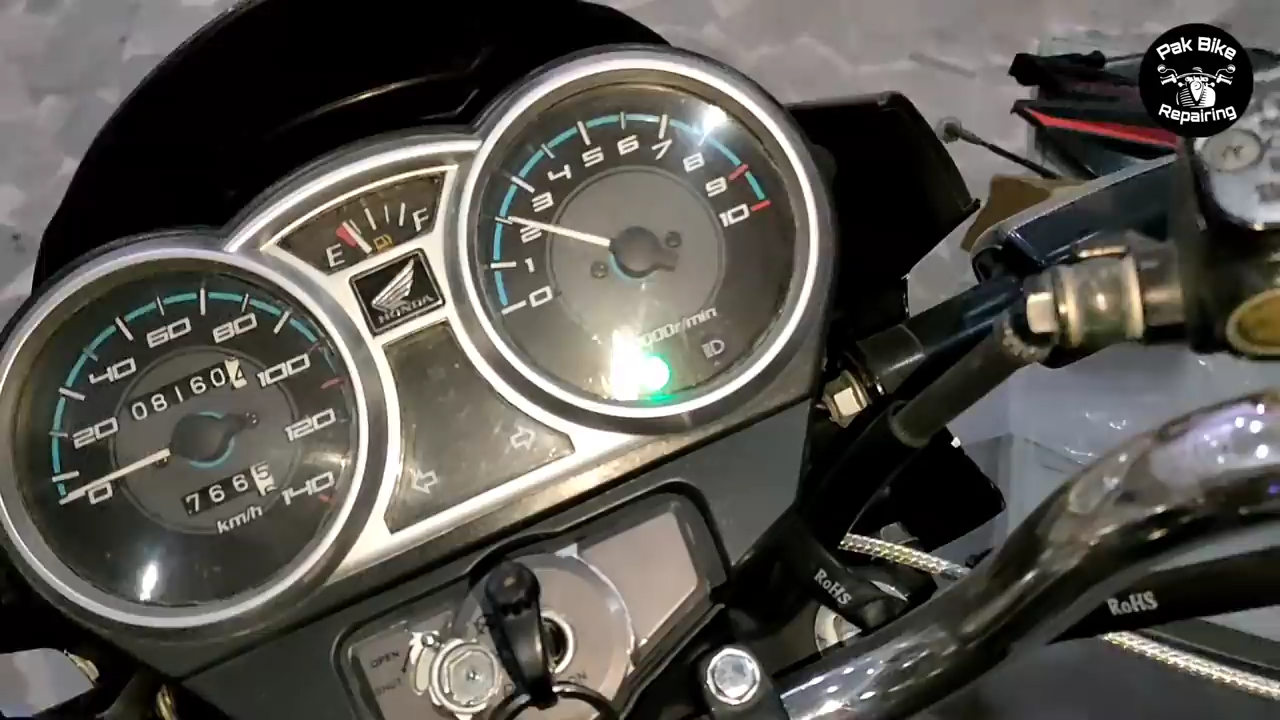 Pak Bike
Repairing
0 1 2 3 4 5 6 7 8 9 10
r/min
E F
HONDA
0 20 40 60 80 100 120 140
08160
7665
km/h
OPEN
RoHS
RoHS